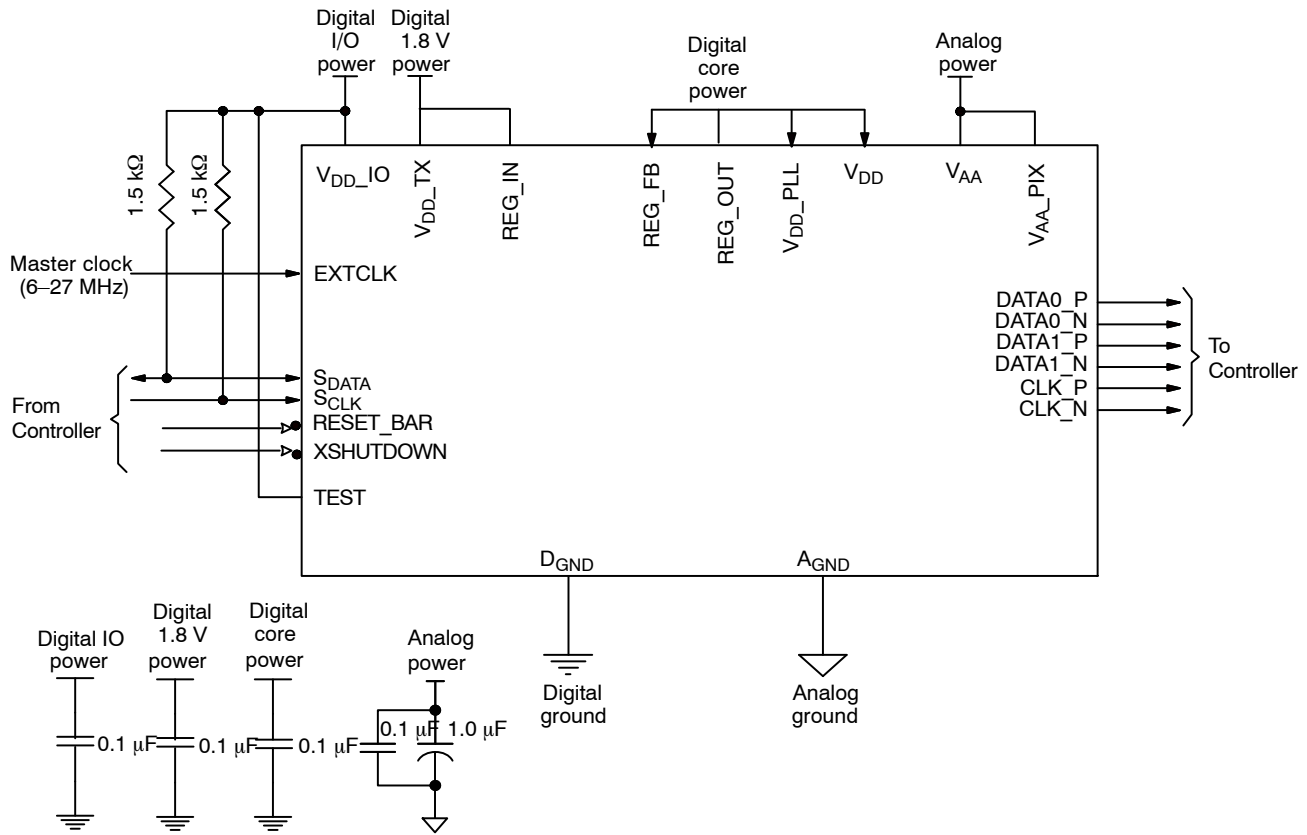 Digital
I/O
power
Digital
1.8 V
power
Digital
core
power
Analog
power
1.5 kΩ
1.5 kΩ
VDD_IO
VDD_TX
REG_IN
REG_FB
REG_OUT
VDD_PLL
VDD
VAA
VAA_PIX
Master clock
(6–27 MHz)
EXTCLK
DATA0_P
DATA0_N
DATA1_P
DATA1_N
CLK_P
CLK_N
To
Controller
From
Controller
SDATA
SCLK
RESET_BAR
XSHUTDOWN
TEST
DGND
AGND
Digital IO
power
Digital
1.8 V
power
Digital
core
power
Analog
power
Digital
ground
Analog
ground
0.1 μF
0.1 μF
0.1 μF
0.1 μF
1.0 μF